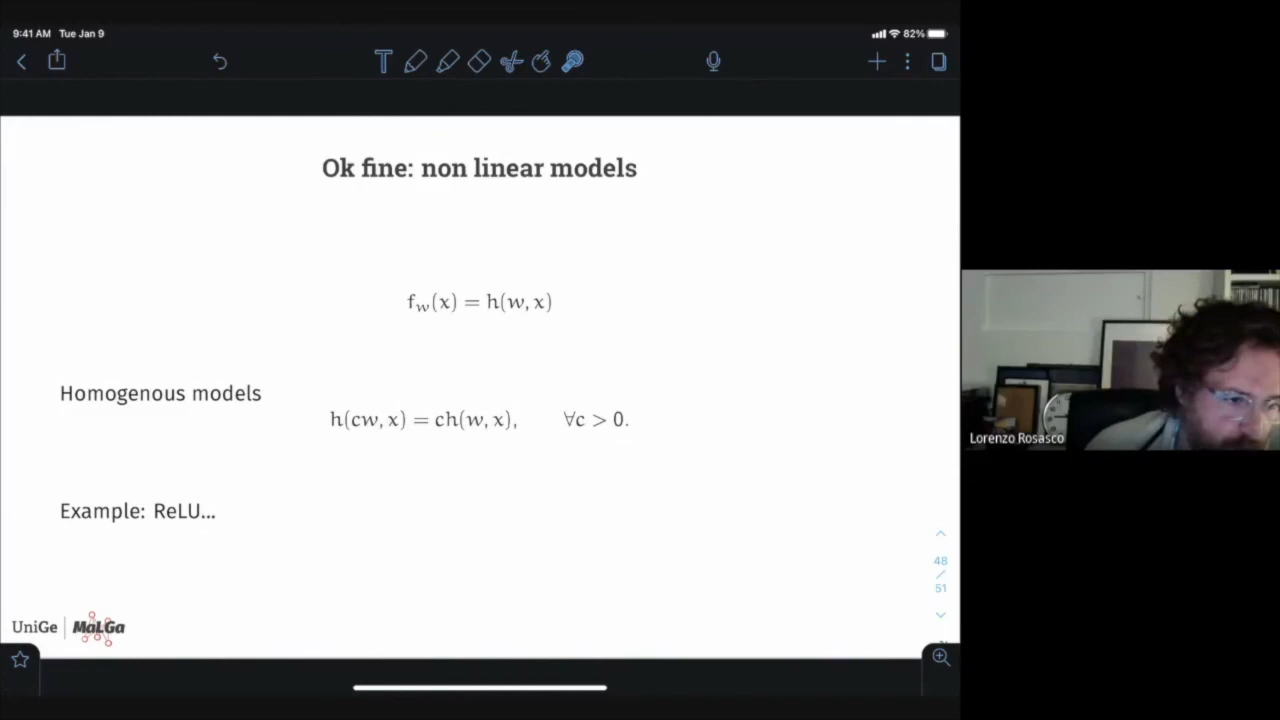 9:41 AM Tue Jan 9
82%
Ok fine: non linear models
f_w(x) = h(w, x)
Homogenous models
h(cw, x) = ch(w, x), ∀c > 0.
Example: ReLU...
48
/
51
UniGe | MaLGa
Lorenzo Rosasco